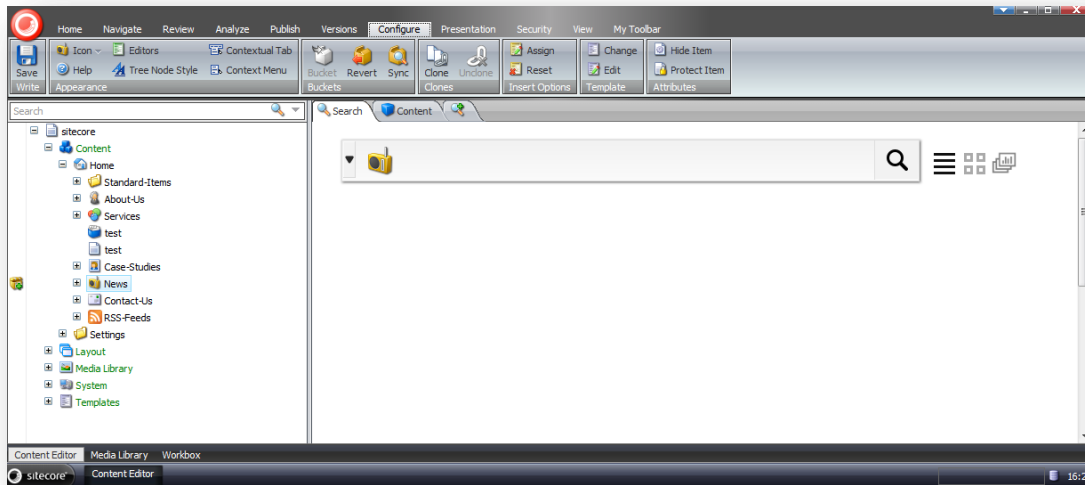 Home Navigate Review Analyze Publish Versions Configure Presentation Security View My Toolbar
Icon Editors Contextual Tab Assign Change Hide Item
Save Help Tree Node Style Context Menu Bucket Revert Sync Clone Unclone Reset Edit Protect Item
Write Appearance Buckets Clones Insert Options Template Attributes
Search Search Content
sitecore
Content
Home
Standard-Items
About-Us
Services
test
test
Case-Studies
News
Contact-Us
RSS-Feeds
Settings
Layout
Media Library
System
Templates
Content Editor Media Library Workbox
sitecore Content Editor